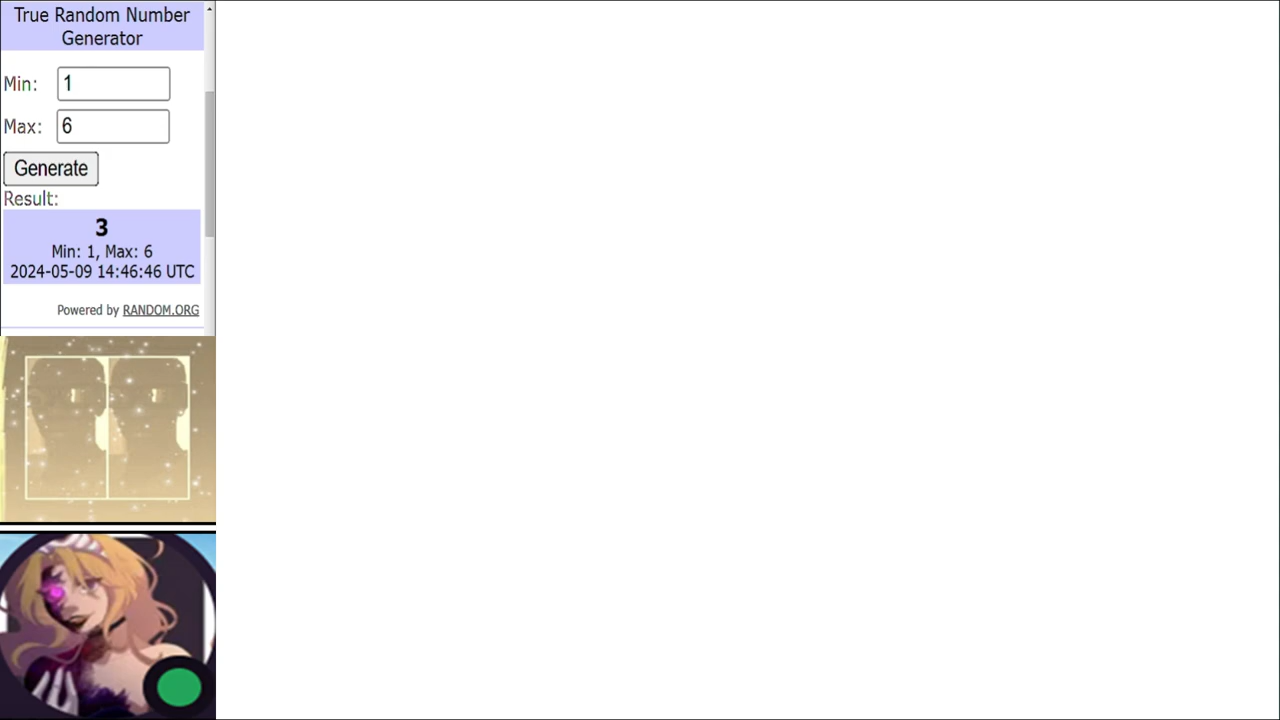 True Random Number
Generator
Min: 1
Max: 6
Generate
Result:
3
Min: 1, Max: 6
2024-05-09 14:46:46 UTC
Powered by RANDOM.ORG